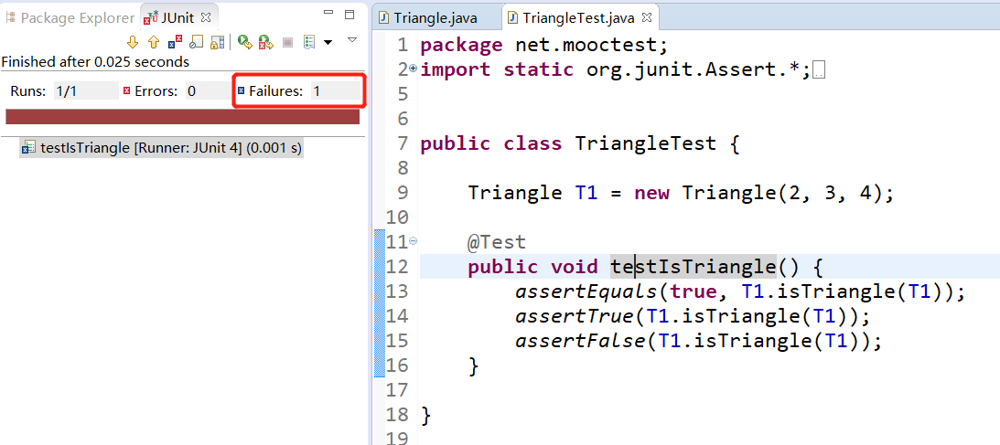 Package Explorer JUnit
Finished after 0.025 seconds
Runs: 1/1 Errors: 0 Failures: 1
testIsTriangle [Runner: JUnit 4] (0.001 s)
Triangle.java TriangleTest.java
1 package net.mooctest;
2 import static org.junit.Assert.*;
5
6
7 public class TriangleTest {
8
9 Triangle T1 = new Triangle(2, 3, 4);
10
11 @Test
12 public void testIsTriangle() {
13 assertEquals(true, T1.isTriangle(T1));
14 assertTrue(T1.isTriangle(T1));
15 assertFalse(T1.isTriangle(T1));
16 }
17
18 }
19